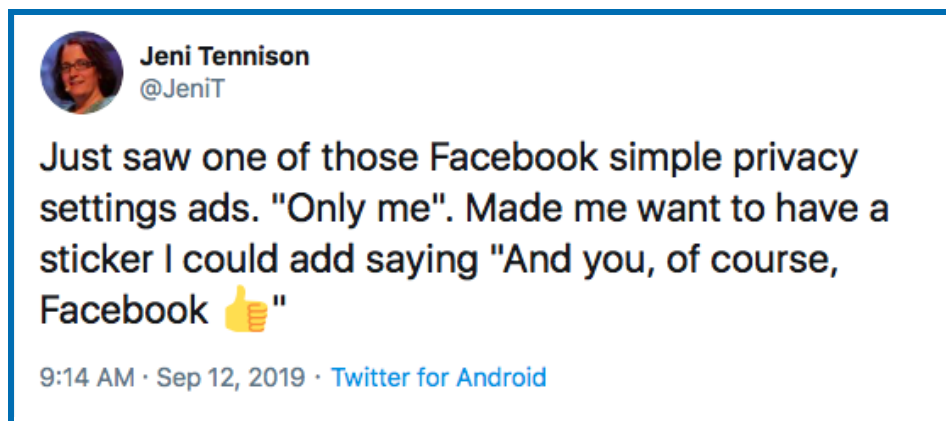 Jeni Tennison
@JeniT
Just saw one of those Facebook simple privacy
settings ads. "Only me". Made me want to have a
sticker I could add saying "And you, of course,
Facebook 👍"
9:14 AM · Sep 12, 2019 · Twitter for Android